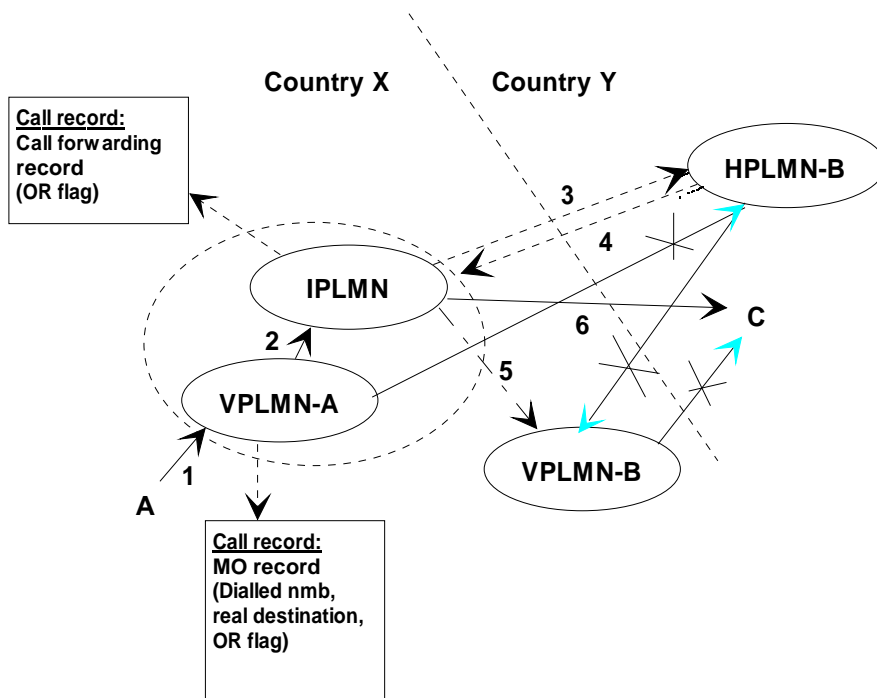 Country X
Country Y
Call record:
Call forwarding
record
(OR flag)
HPLMN-B
3
4
IPLMN
C
2
6
5
VPLMN-A
VPLMN-B
1
A
Call record:
MO record
(Dialled nmb,
real destination,
OR flag)